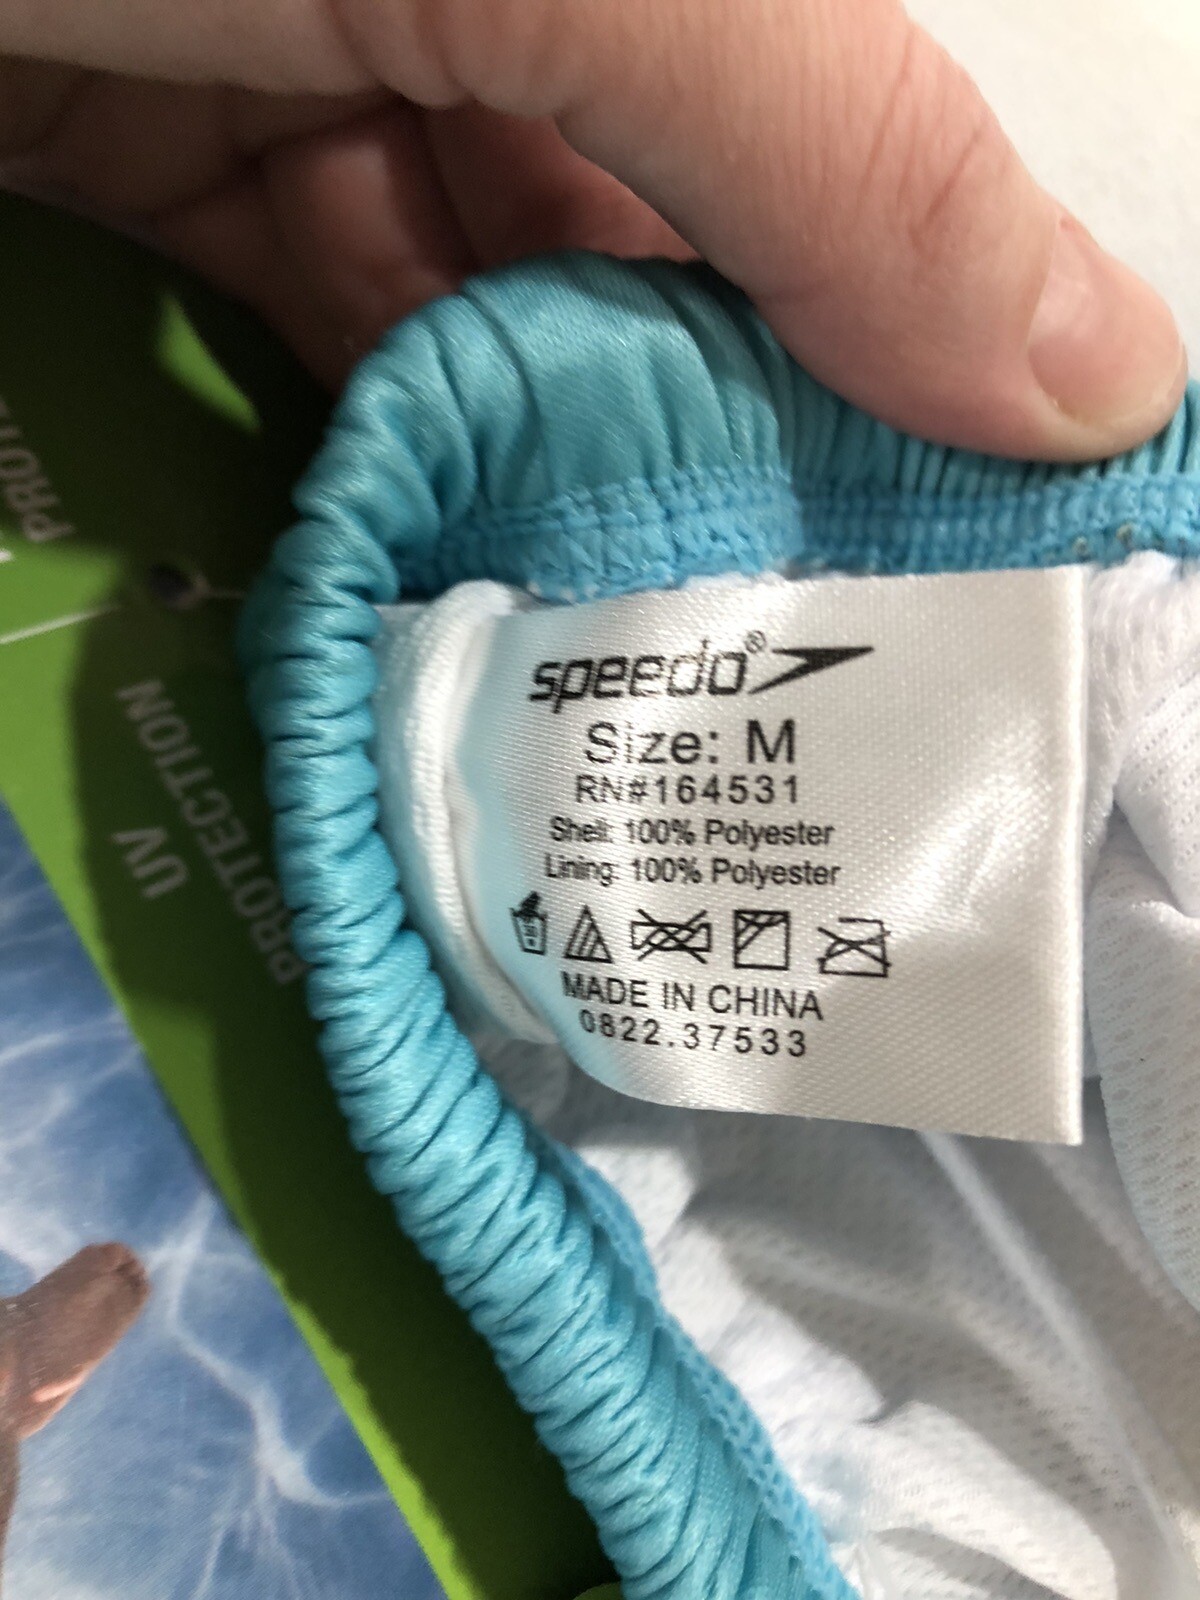 speedo®
Size: M
RN#164531
Shell: 100% Polyester
Lining: 100% Polyester
MADE IN CHINA
0822.37533
UV
PROTECTION